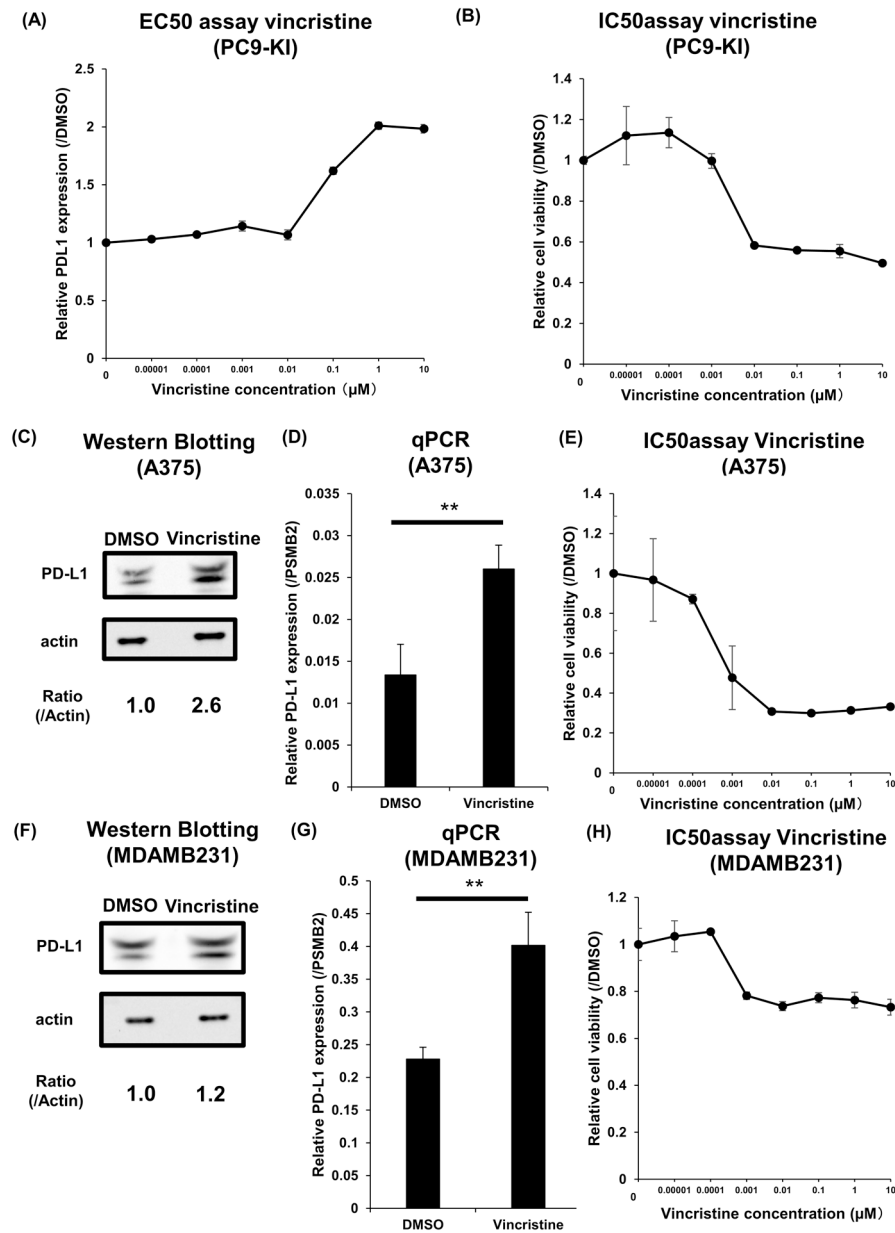 (A)
EC50 assay vincristine
(PC9-KI)
Relative PDL1 expression (/DMSO)
2.5
2
1.5
1
0.5
0
0 0.00001 0.0001 0.001 0.01 0.1 1 10
Vincristine concentration (μM)
(B)
IC50assay vincristine
(PC9-KI)
Relative cell viability (/DMSO)
1.4
1.2
1
0.8
0.6
0.4
0.2
0
0 0.00001 0.0001 0.001 0.01 0.1 1 10
Vincristine concentration (μM)
(C)
Western Blotting
(A375)
DMSO Vincristine
PD-L1
actin
Ratio
(/Actin)
1.0 2.6
(D)
qPCR
(A375)
Relative PD-L1 expression (/PSMB2)
0.035
0.03
0.025
0.02
0.015
0.01
0.005
0
**
DMSO Vincristine
(E)
IC50assay Vincristine
(A375)
Relative cell viability (/DMSO)
1.4
1.2
1
0.8
0.6
0.4
0.2
0
0 0.00001 0.0001 0.001 0.01 0.1 1 10
Vincristine concentration (μM)
(F)
Western Blotting
(MDAMB231)
DMSO Vincristine
PD-L1
actin
Ratio
(/Actin)
1.0 1.2
(G)
qPCR
(MDAMB231)
Relative PD-L1 expression (/PSMB2)
0.5
0.45
0.4
0.35
0.3
0.25
0.2
0.15
0.1
0.05
0
**
DMSO Vincristine
(H)
IC50assay Vincristine
(MDAMB231)
Relative cell viability (/DMSO)
1.2
1
0.8
0.6
0.4
0.2
0
0 0.00001 0.0001 0.001 0.01 0.1 1 10
Vincristine concentration (μM)